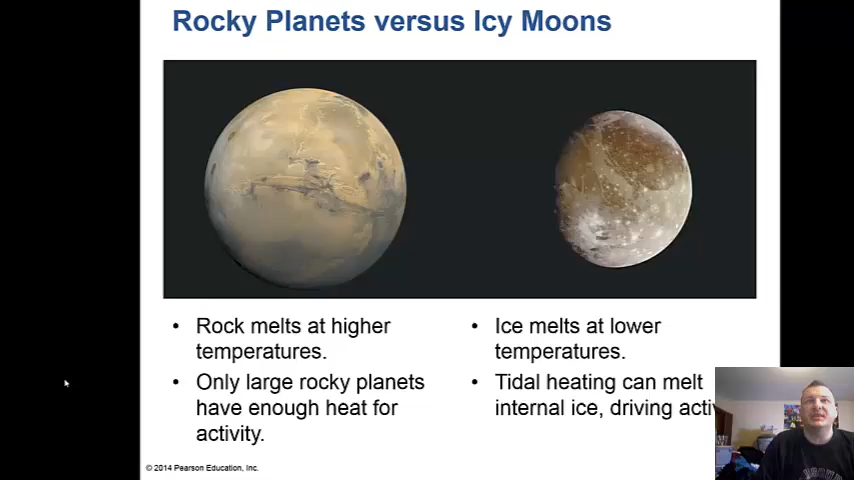 Rocky Planets versus Icy Moons
• Rock melts at higher
temperatures.
• Only large rocky planets
have enough heat for
activity.
• Ice melts at lower
temperatures.
• Tidal heating can melt
internal ice, driving
© 2014 Pearson Education, Inc.